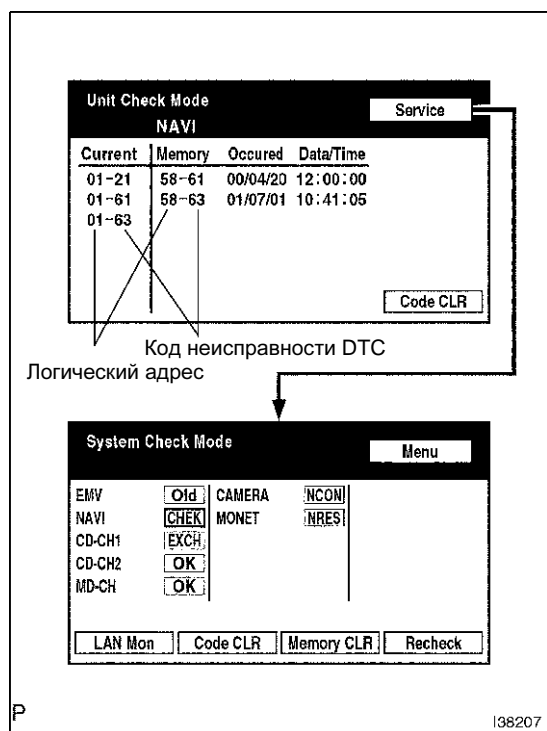 Unit Check Mode
Service
NAVI
Current Memory Occured Data/Time
01-21 58-61 00/04/20 12:00:00
01-61 58-63 01/07/01 10:41:05
01-63
Code CLR
Код неисправности DTC
Логический адрес
System Check Mode
Menu
EMV Old CAMERA NCON
NAVI CHEK MONET NRES
CD-CH1 EXCH
CD-CH2 OK
MD-CH OK
LAN Mon Code CLR Memory CLR Recheck
P
I38207